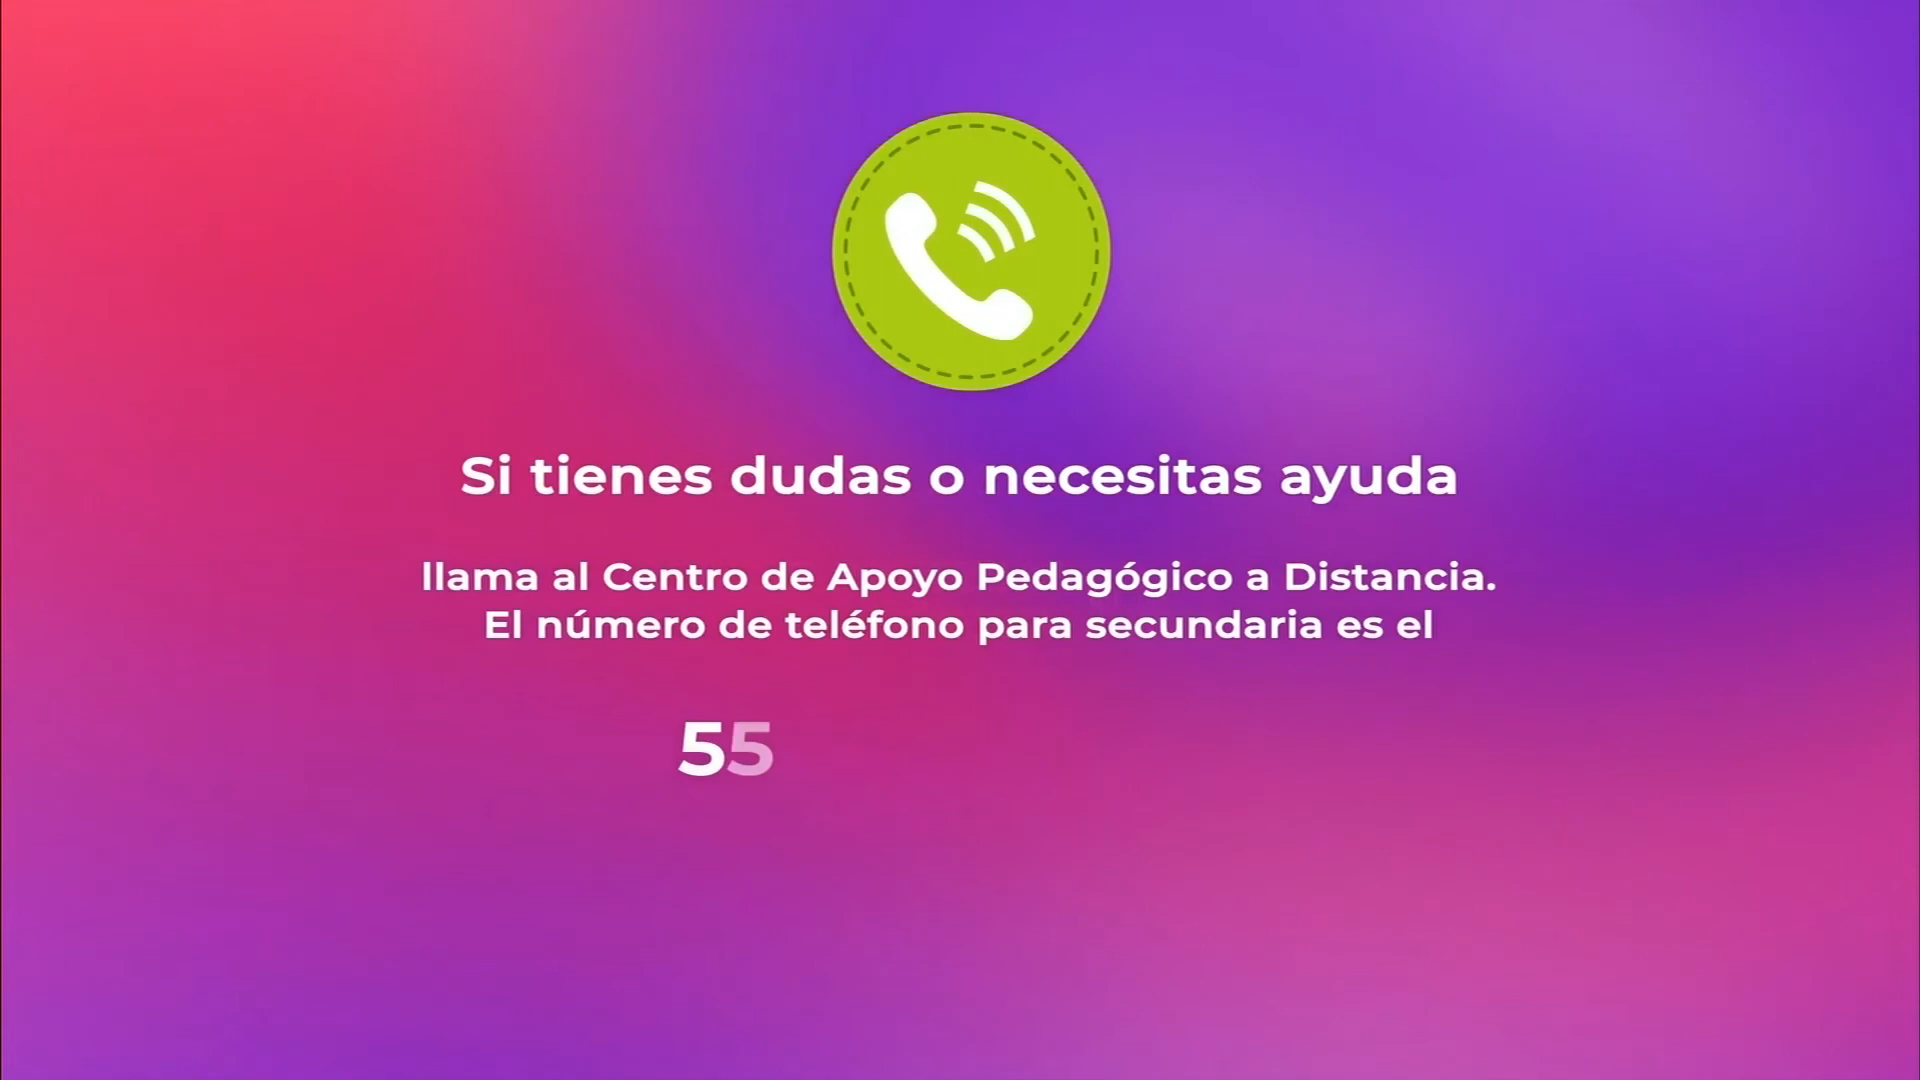 Si tienes dudas o necesitas ayuda
llama al Centro de Apoyo Pedagógico a Distancia.
El número de teléfono para secundaria es el
55